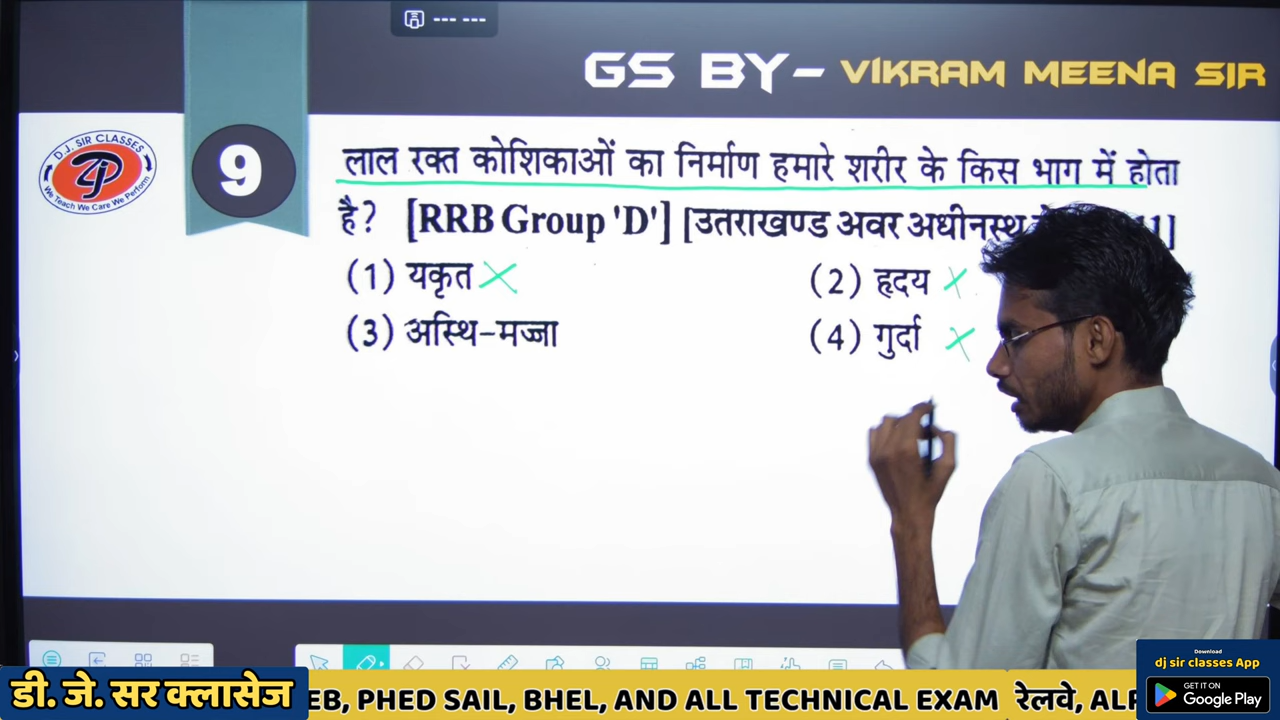 --- ---
GS BY- VIKRAM MEENA SIR
D.J. SIR CLASSES
We Teach We Care We Perform
9
लाल रक्त कोशिकाओं का निर्माण हमारे शरीर के किस भाग में होता
है? [RRB Group 'D'] [उतराखण्ड अवर अधीनस्थ
(1) यकृत
(2) हृदय
(3) अस्थि-मज्जा
(4) गुर्दा
Download
dj sir classes App
GET IT ON
Google Play
डी. जे. सर क्लासेज
EB, PHED SAIL, BHEL, AND ALL TECHNICAL EXAM रेलवे,